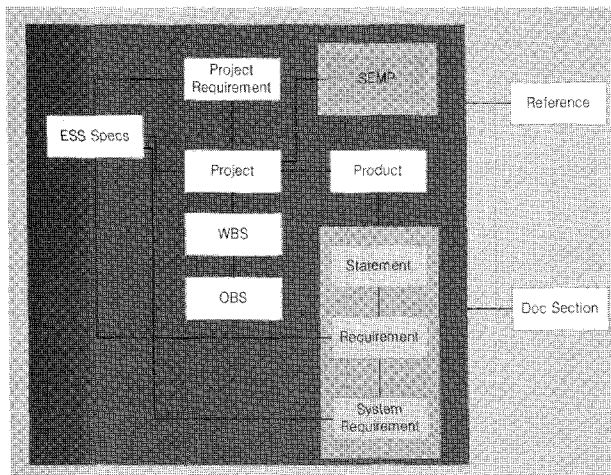 Project
Requirement
SEMP
Reference
ESS Specs
Project
Product
WBS
Statement
OBS
Doc Section
Requirement
System
Requirement